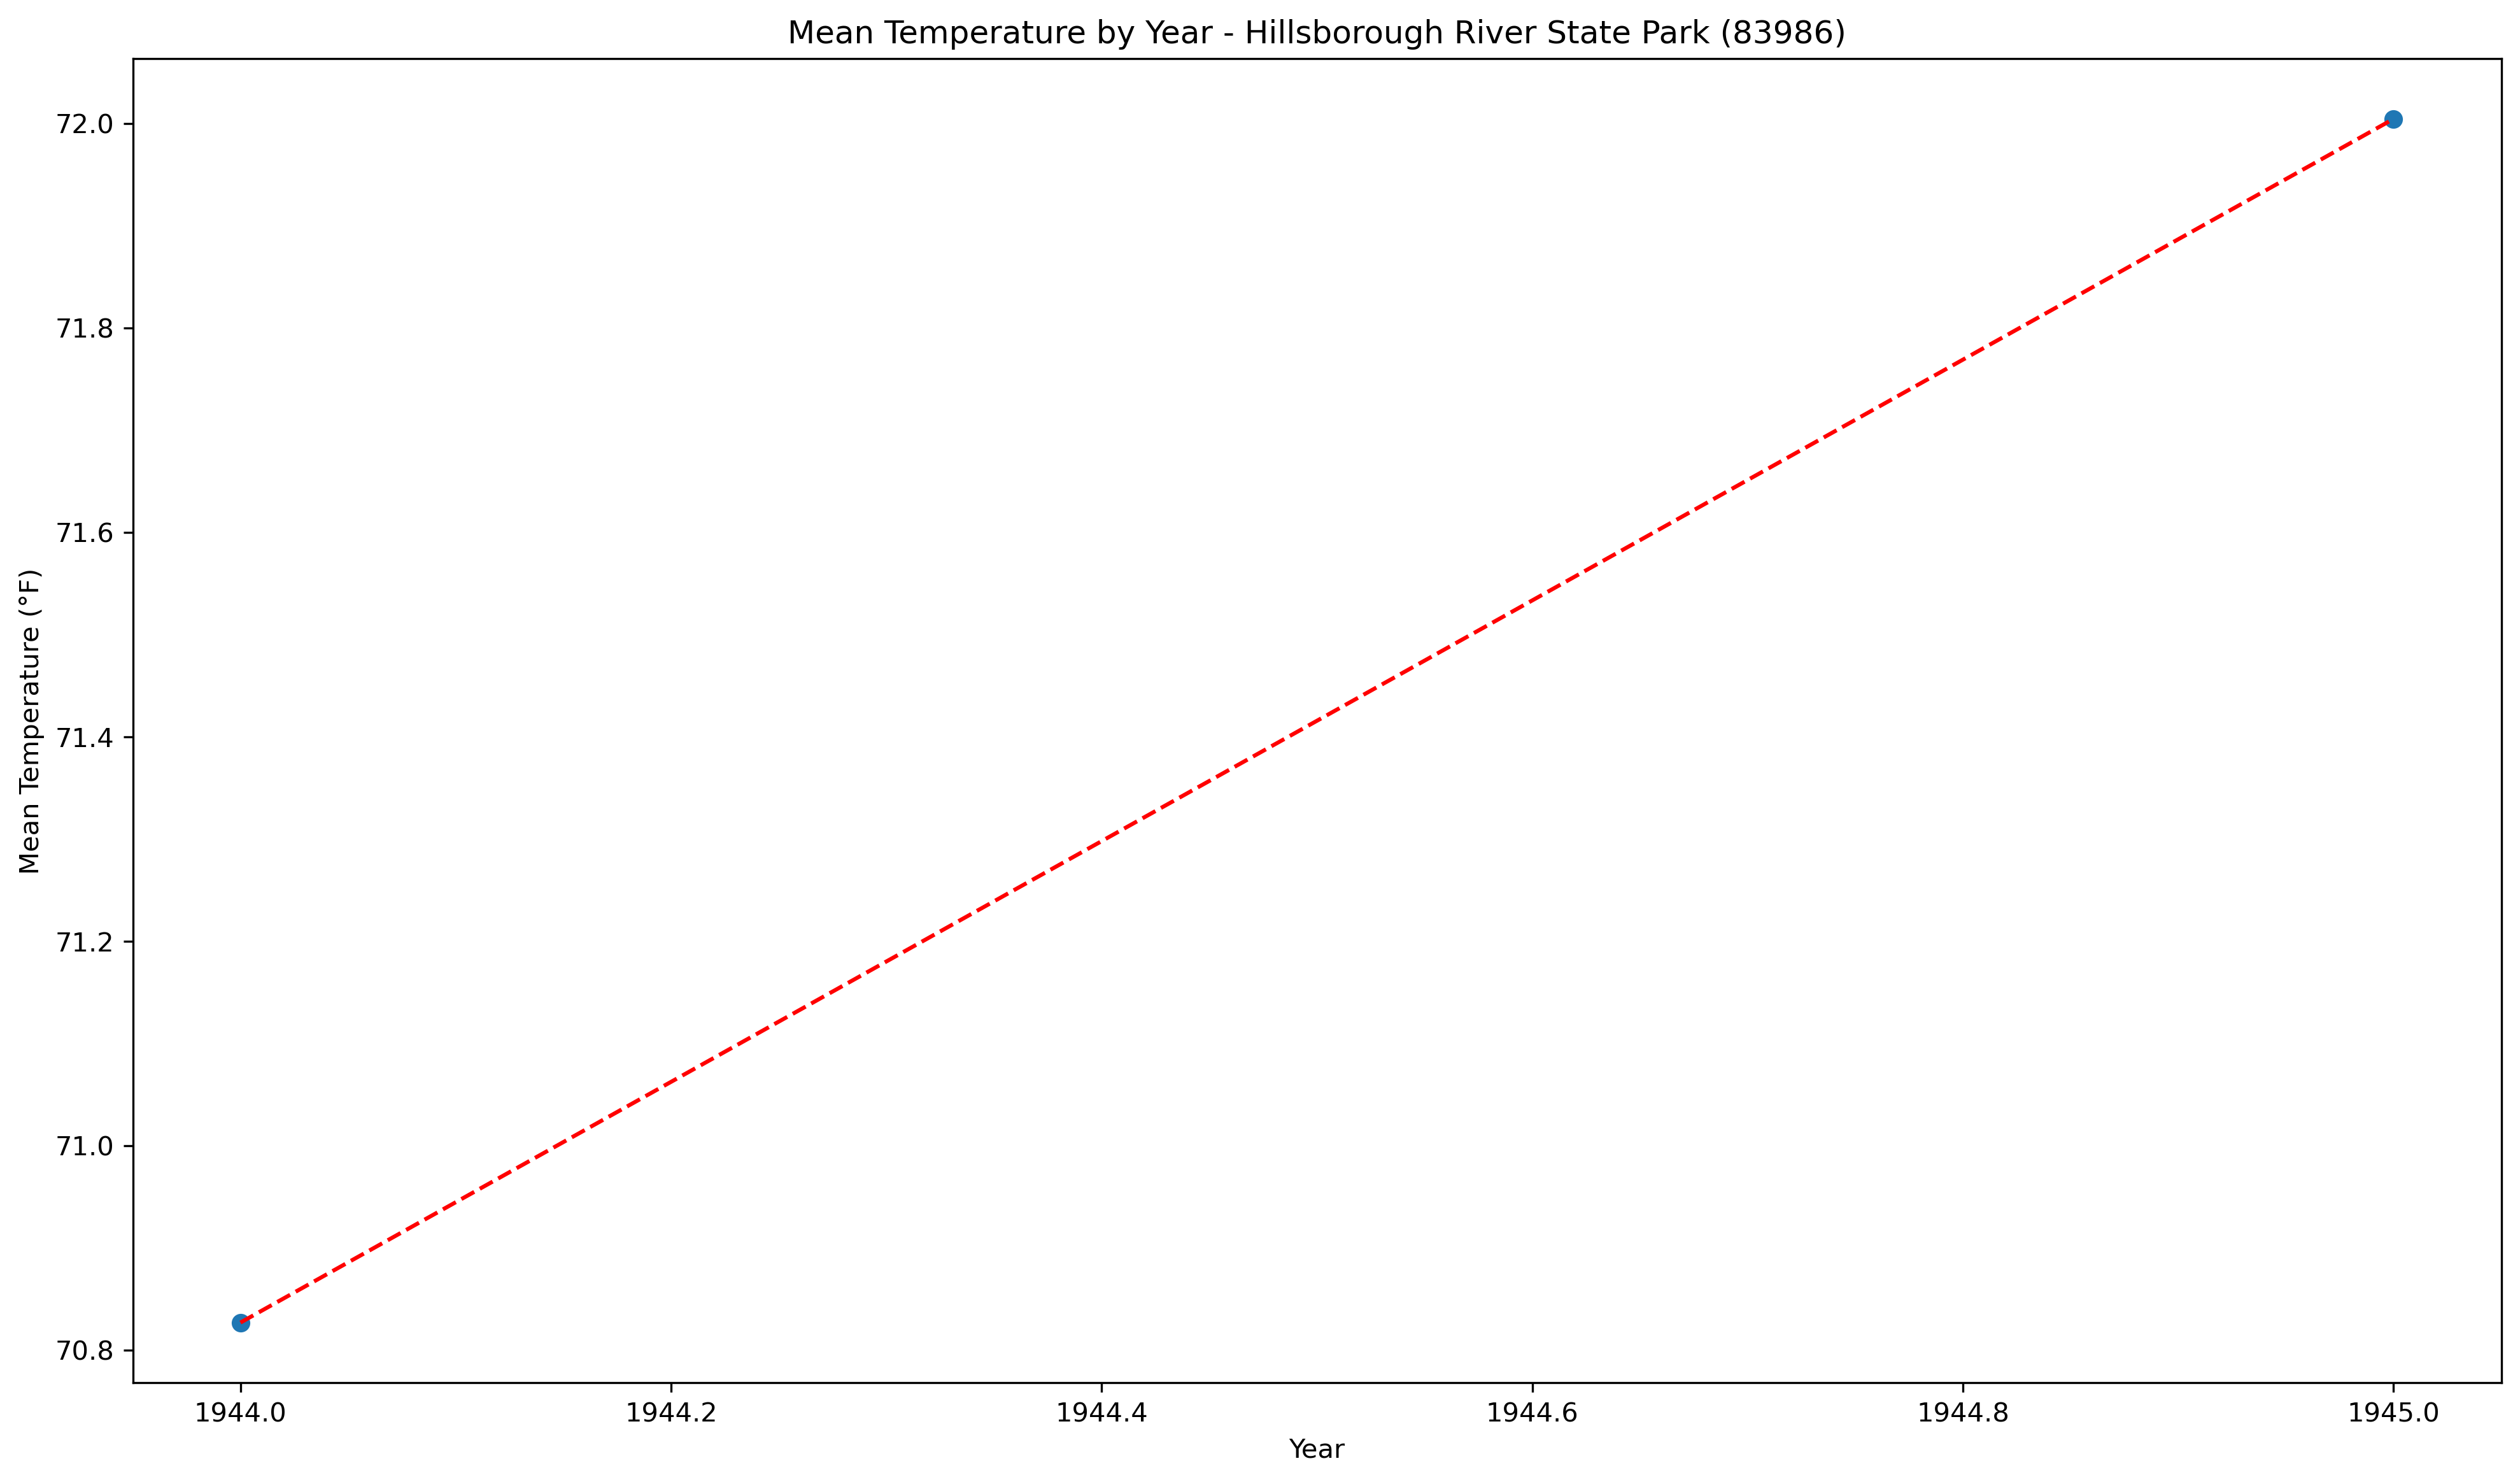 Mean Temperature by Year - Hillsborough River State Park (83986)
72.0
71.8
71.6
71.4
71.2
71.0
70.8
Mean Temperature (°F)
1944.0 1944.2 1944.4 1944.6 1944.8 1945.0
Year